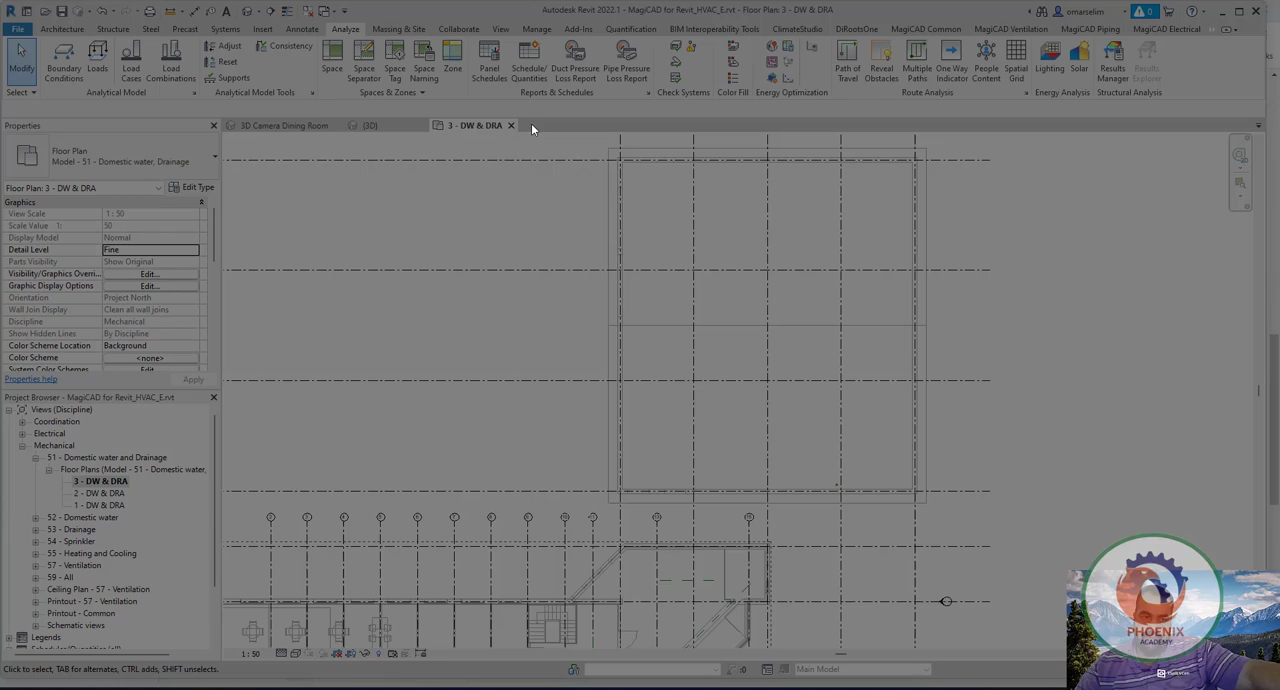 Autodesk Revit 2022.1 - MagiCAD for Revit_HVAC_E.rvt - Floor Plan: 3 - DW & DRA
omarselim
0
File Architecture Structure Steel Precast Systems Insert Annotate Analyze Massing & Site Collaborate View Manage Add-Ins Quantification BIM Interoperability Tools ClimateStudio DiRootsOne MagiCAD Common MagiCAD Ventilation MagiCAD Piping MagiCAD Electrical
Modify
Boundary Conditions
Loads
Load Cases
Load Combinations
Adjust
Reset
Supports
Consistency
Space
Space Separator
Space Tag
Space Naming
Zone
Panel Schedules
Schedule/ Quantities
Duct Pressure Loss Report
Pipe Pressure Loss Report
Path of Travel
Reveal Obstacles
Multiple Paths
One Way Indicator
People Content
Spatial Grid
Lighting
Solar
Results Manager
Results Explorer
Select
Analytical Model
Analytical Model Tools
Spaces & Zones
Reports & Schedules
Check Systems
Color Fill
Energy Optimization
Route Analysis
Energy Analysis
Structural Analysis
Properties
3D Camera Dining Room
{3D}
3 - DW & DRA
Floor Plan
Model - 51 - Domestic water, Drainage
Floor Plan: 3 - DW & DRA
Edit Type
Graphics
View Scale 1 : 50
Scale Value 1: 50
Display Model Normal
Detail Level Fine
Parts Visibility Show Original
Visibility/Graphics Overri... Edit...
Graphic Display Options Edit...
Orientation Project North
Wall Join Display Clean all wall joins
Discipline Mechanical
Show Hidden Lines By Discipline
Color Scheme Location Background
Color Scheme <none>
System Color Schemes Edit...
Properties help
Apply
Project Browser - MagiCAD for Revit_HVAC_E.rvt
Views (Discipline)
Coordination
Electrical
Mechanical
51 - Domestic water and Drainage
Floor Plans (Model - 51 - Domestic water,
3 - DW & DRA
2 - DW & DRA
1 - DW & DRA
52 - Domestic water
53 - Drainage
54 - Sprinkler
55 - Heating and Cooling
57 - Ventilation
59 - All
Ceiling Plan - 57 - Ventilation
Printout - 57 - Ventilation
Printout - Common
Schematic views
Legends
1 : 50
Click to select, TAB for alternates, CTRL adds, SHIFT unselects.
:0
Main Model
PHOENIX
ACADEMY